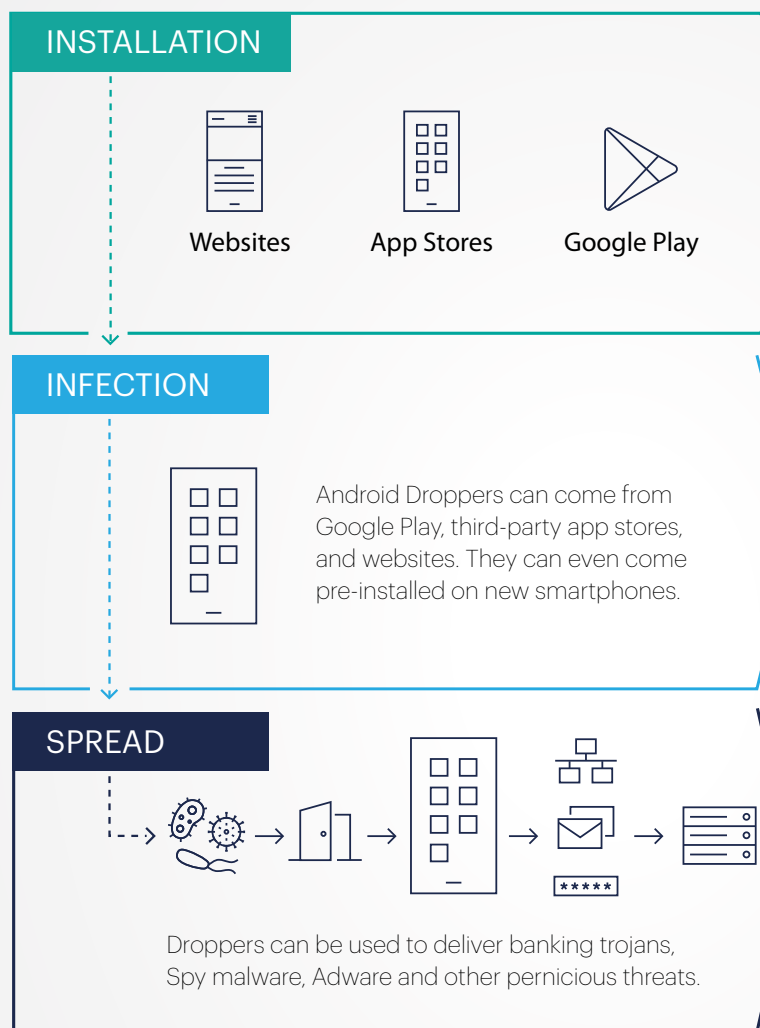 INSTALLATION
Websites
App Stores
Google Play
INFECTION
Android Droppers can come from
Google Play, third-party app stores,
and websites. They can even come
pre-installed on new smartphones.
SPREAD
*****
Droppers can be used to deliver banking trojans,
Spy malware, Adware and other pernicious threats.